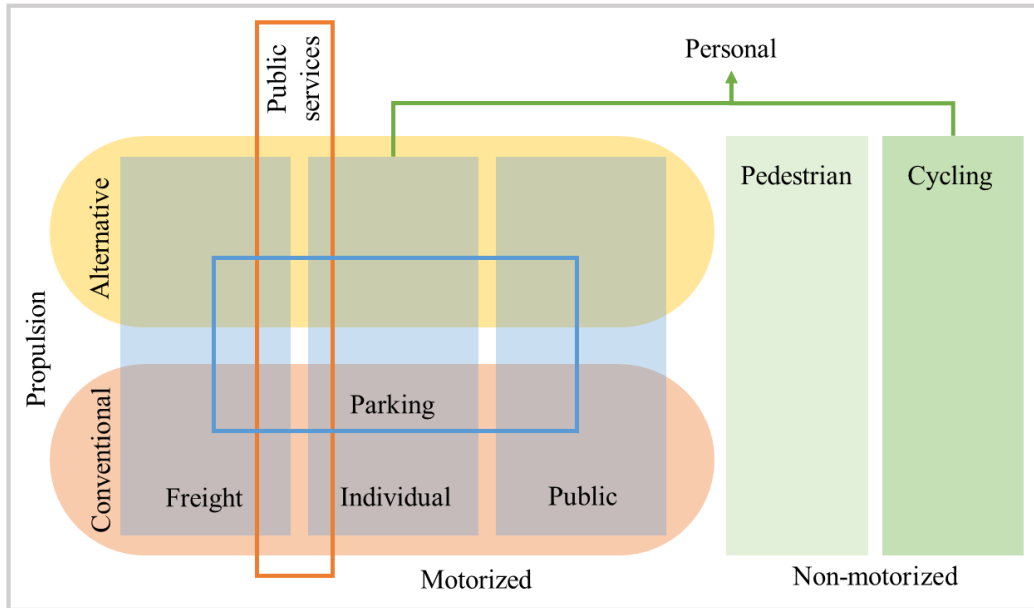 Personal
Public
services
Pedestrian
Cycling
Alternative
Propulsion
Parking
Conventional
Freight
Individual
Public
Motorized
Non-motorized